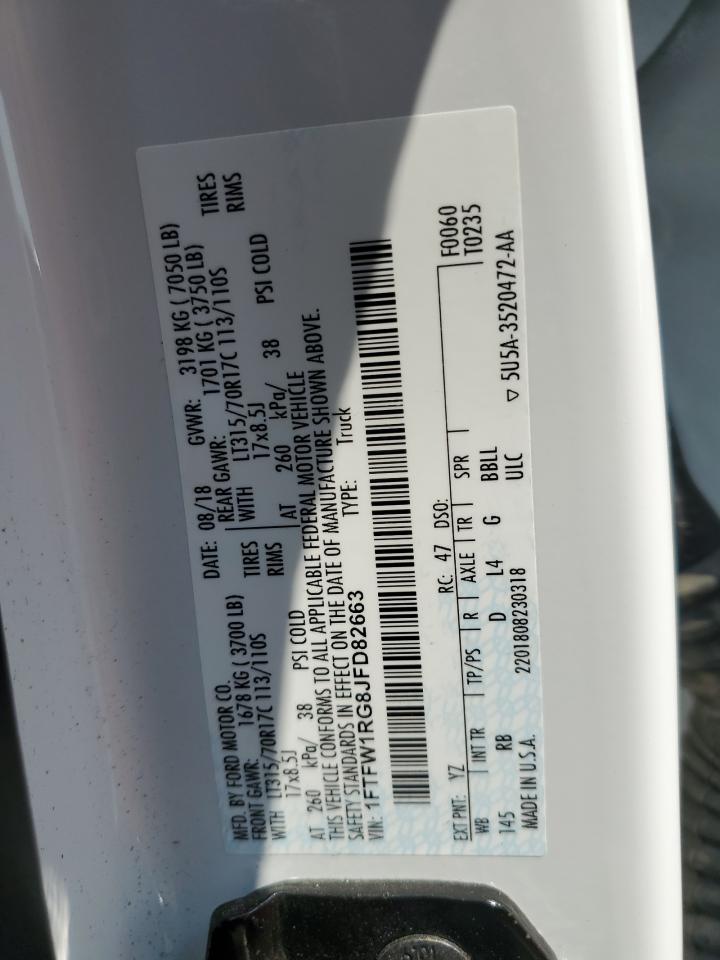 MFD. BY FORD MOTOR CO.
DATE: 08/18 GVWR: 3198 KG ( 7050 LB)
FRONT GAWR: 1678 KG ( 3700 LB) REAR GAWR: 1701 KG ( 3750 LB)
WITH LT315/70R17C 113/110S TIRES WITH LT315/70R17C 113/110S TIRES
17x8.5J RIMS 17x8.5J RIMS
AT 260 kPa/ 38 PSI COLD AT 260 kPa/ 38 PSI COLD
THIS VEHICLE CONFORMS TO ALL APPLICABLE FEDERAL MOTOR VEHICLE
SAFETY STANDARDS IN EFFECT ON THE DATE OF MANUFACTURE SHOWN ABOVE.
VIN: 1FTFW1RG8JFD82663 TYPE: Truck
F0060
EXT PNT: YZ RC: 47 DSO: T0235
WB INT TR TP/PS R AXLE TR SPR
145 RB D L4 G BBLL
ULC
MADE IN U.S.A. 2201808230318 ▽ 5U5A-3520472-AA